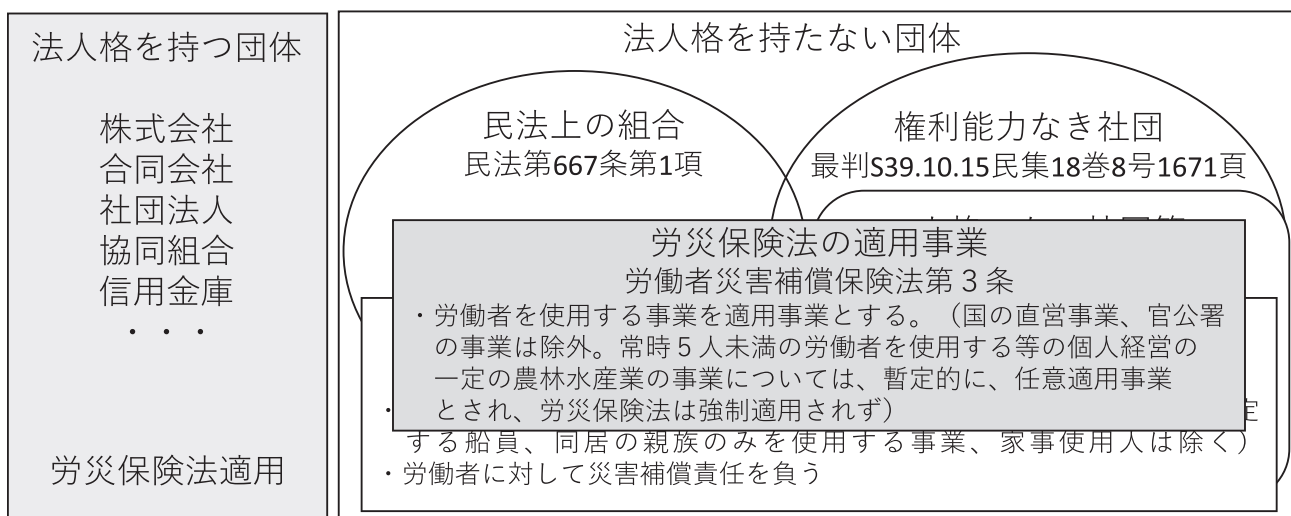 法人格を持つ団体
株式会社
合同会社
社団法人
協同組合
信用金庫
・・・
労災保険法適用
法人格を持たない団体
民法上の組合
民法第667条第1項
権利能力なき社団
最判S39.10.15民集18巻8号1671頁
労災保険法の適用事業
労働者災害補償保険法第3条
・労働者を使用する事業を適用事業とする。（国の直営事業、官公署
の事業は除外。常時5人未満の労働者を使用する等の個人経営の
一定の農林水産業の事業については、暫定的に、任意適用事業
とされ、労災保険法は強制適用されず）
する船員、同居の親族のみを使用する事業、家事使用人は除く）
・労働者に対して災害補償責任を負う